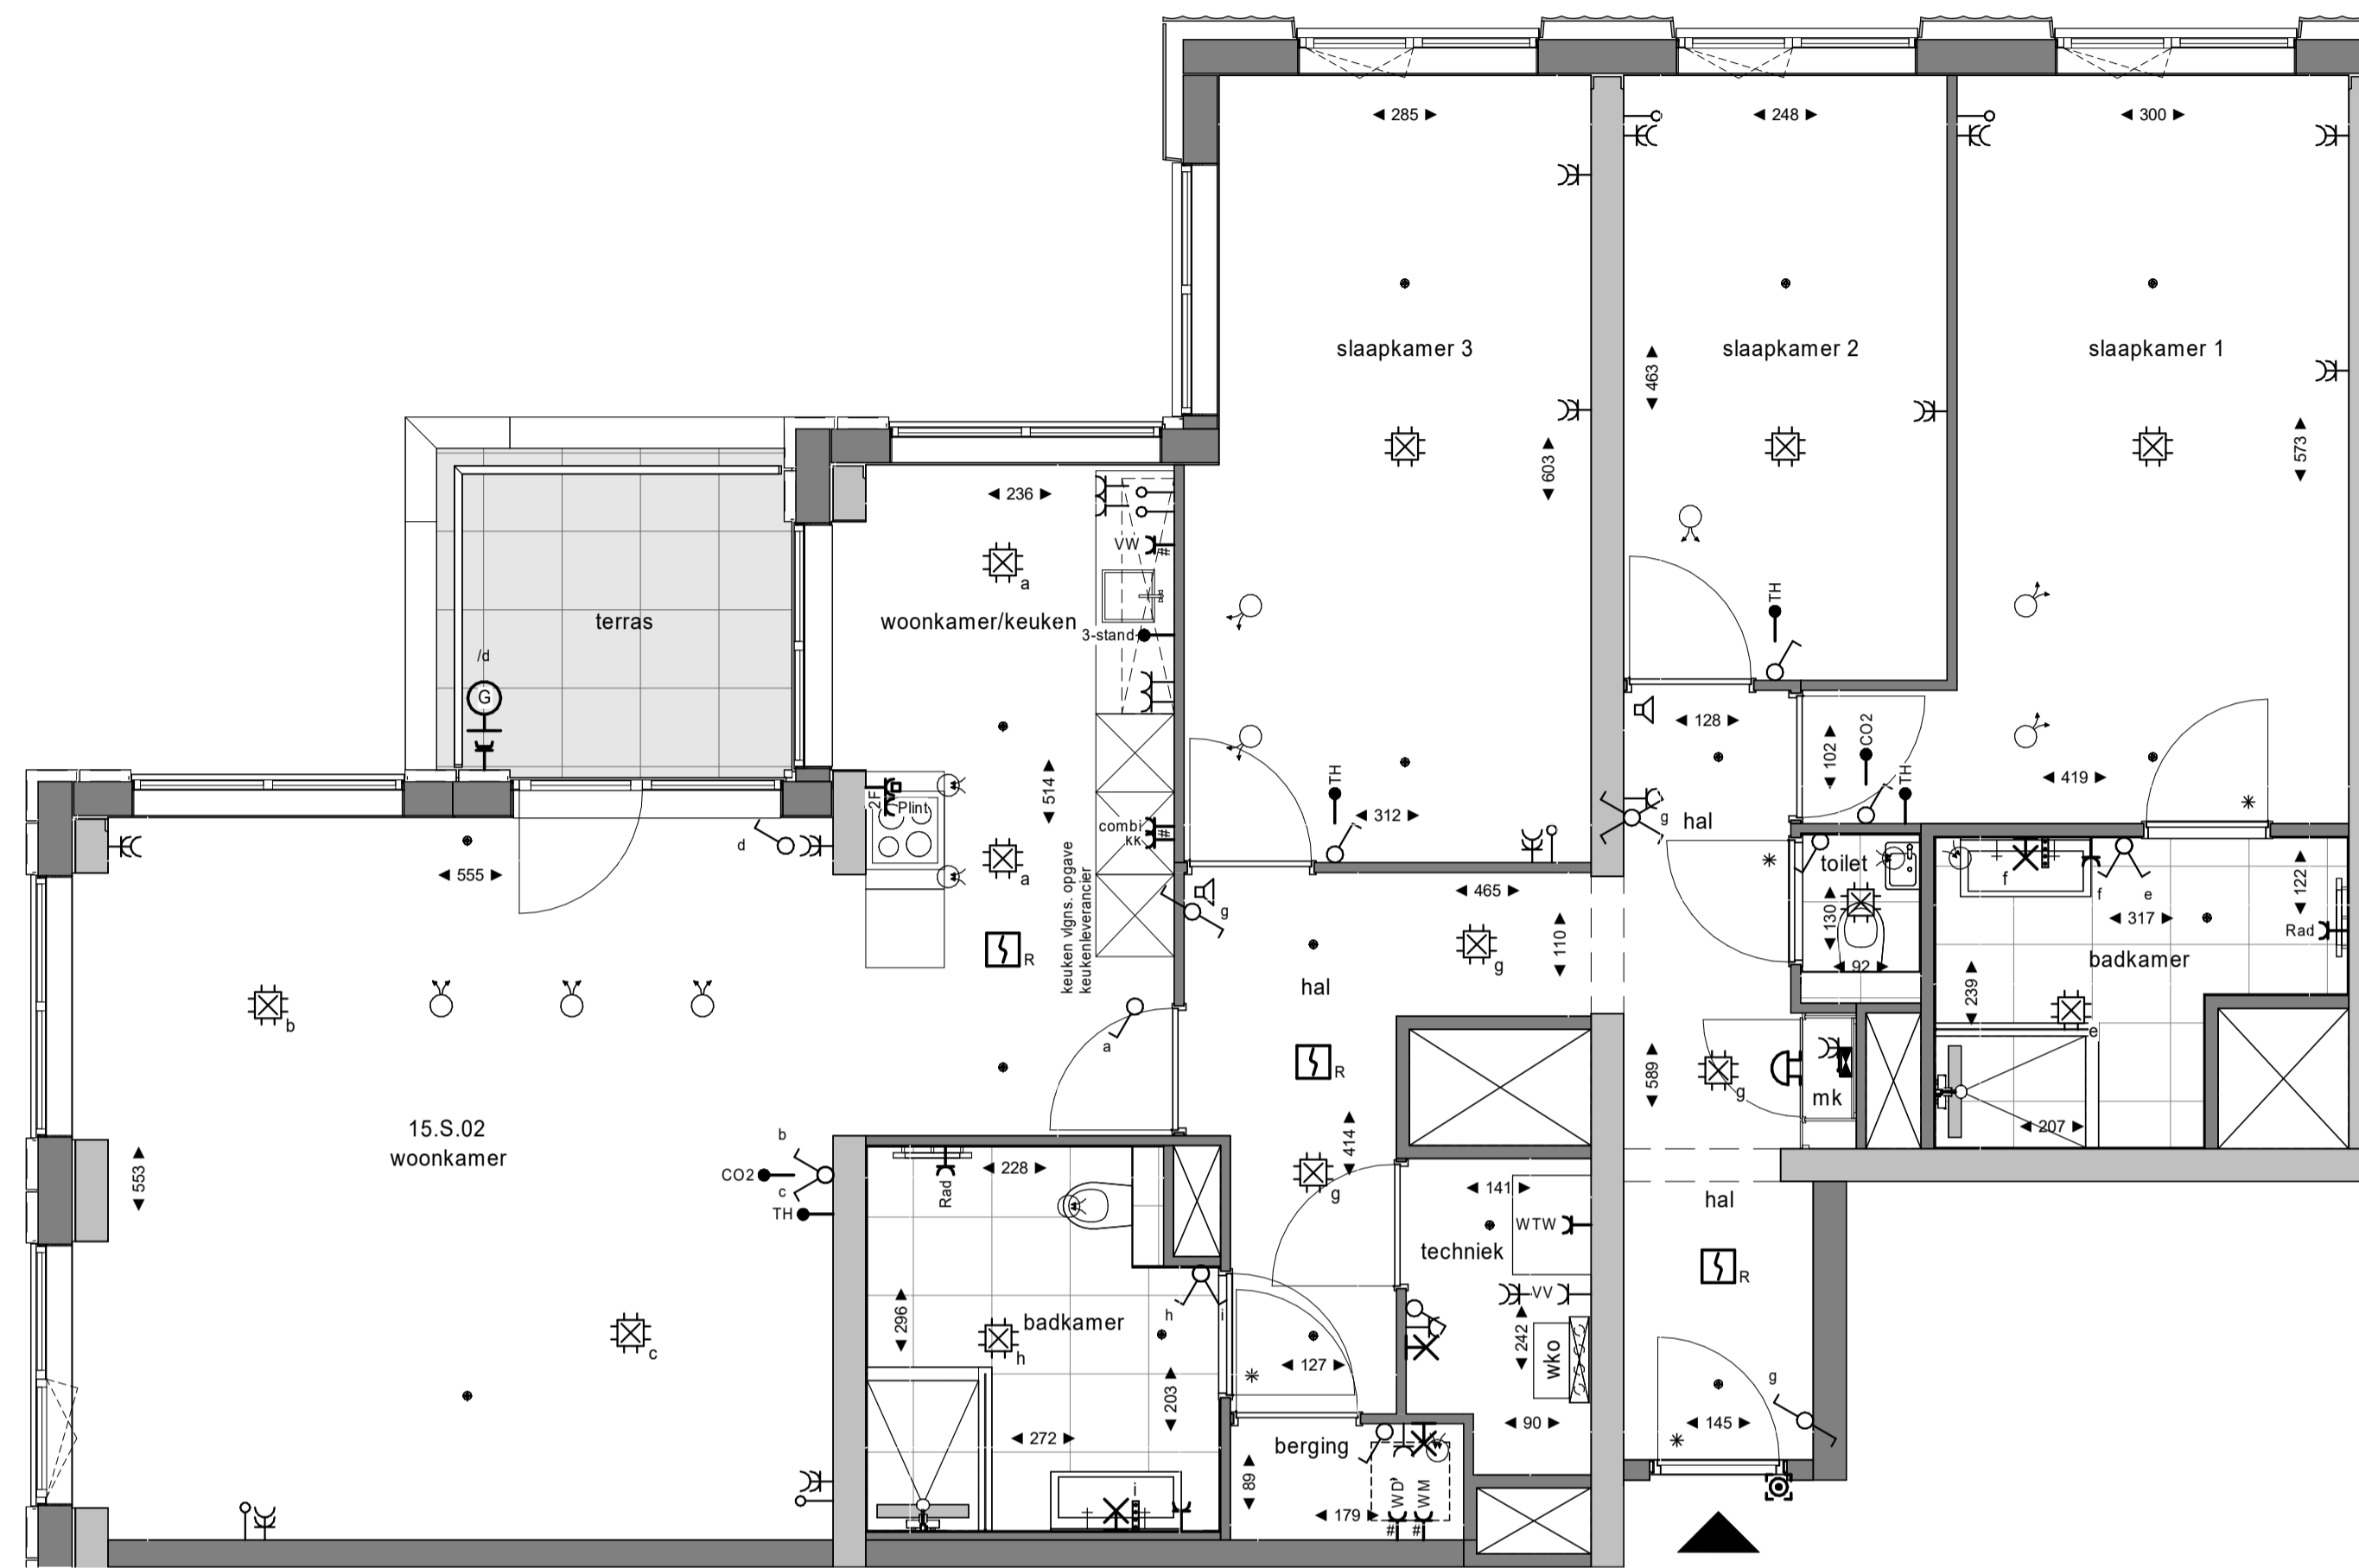 ◄ 285 ►
◄ 248 ►
◄ 300 ►
slaapkamer 3
slaapkamer 2
slaapkamer 1
◄ 463 ►
◄ 603 ►
◄ 573 ►
◄ 236 ►
VW
#
a
terras
woonkamer/keuken
3-stand
/d
G
TH
◄ 128 ►
◄ 102 ►
CO2
TH
◄ 419 ►
2F
Plint
◄ 514 ►
combi
KK
#
TH
◄ 312 ►
g
hal
*
d
◄ 555 ►
a
keuken vlgns. opgave
keukenleverancier
◄ 465 ►
g
*
toilet
f
f
e
◄ 122 ►
◄ 130 ►
◄ 317 ►
Rad
◄ 92 ►
badkamer
R
◄ 110 ►
g
hal
◄ 239 ►
b
e
a
R
◄ 589 ►
g
mk
◄ 207 ►
15.S.02
woonkamer
b
CO2
c
TH
◄ 553 ►
Rad
◄ 228 ►
◄ 414 ►
g
◄ 141 ►
hal
WTW
techniek
R
VV
◄ 296 ►
badkamer
h
i
h
c
◄ 242 ►
wko
◄ 127 ►
*
◄ 203 ►
g
◄ 272 ►
◄ 90 ►
◄ 145 ►
*
berging
◄ 89 ►
WD'
WM
i
◄ 179 ►
#
#